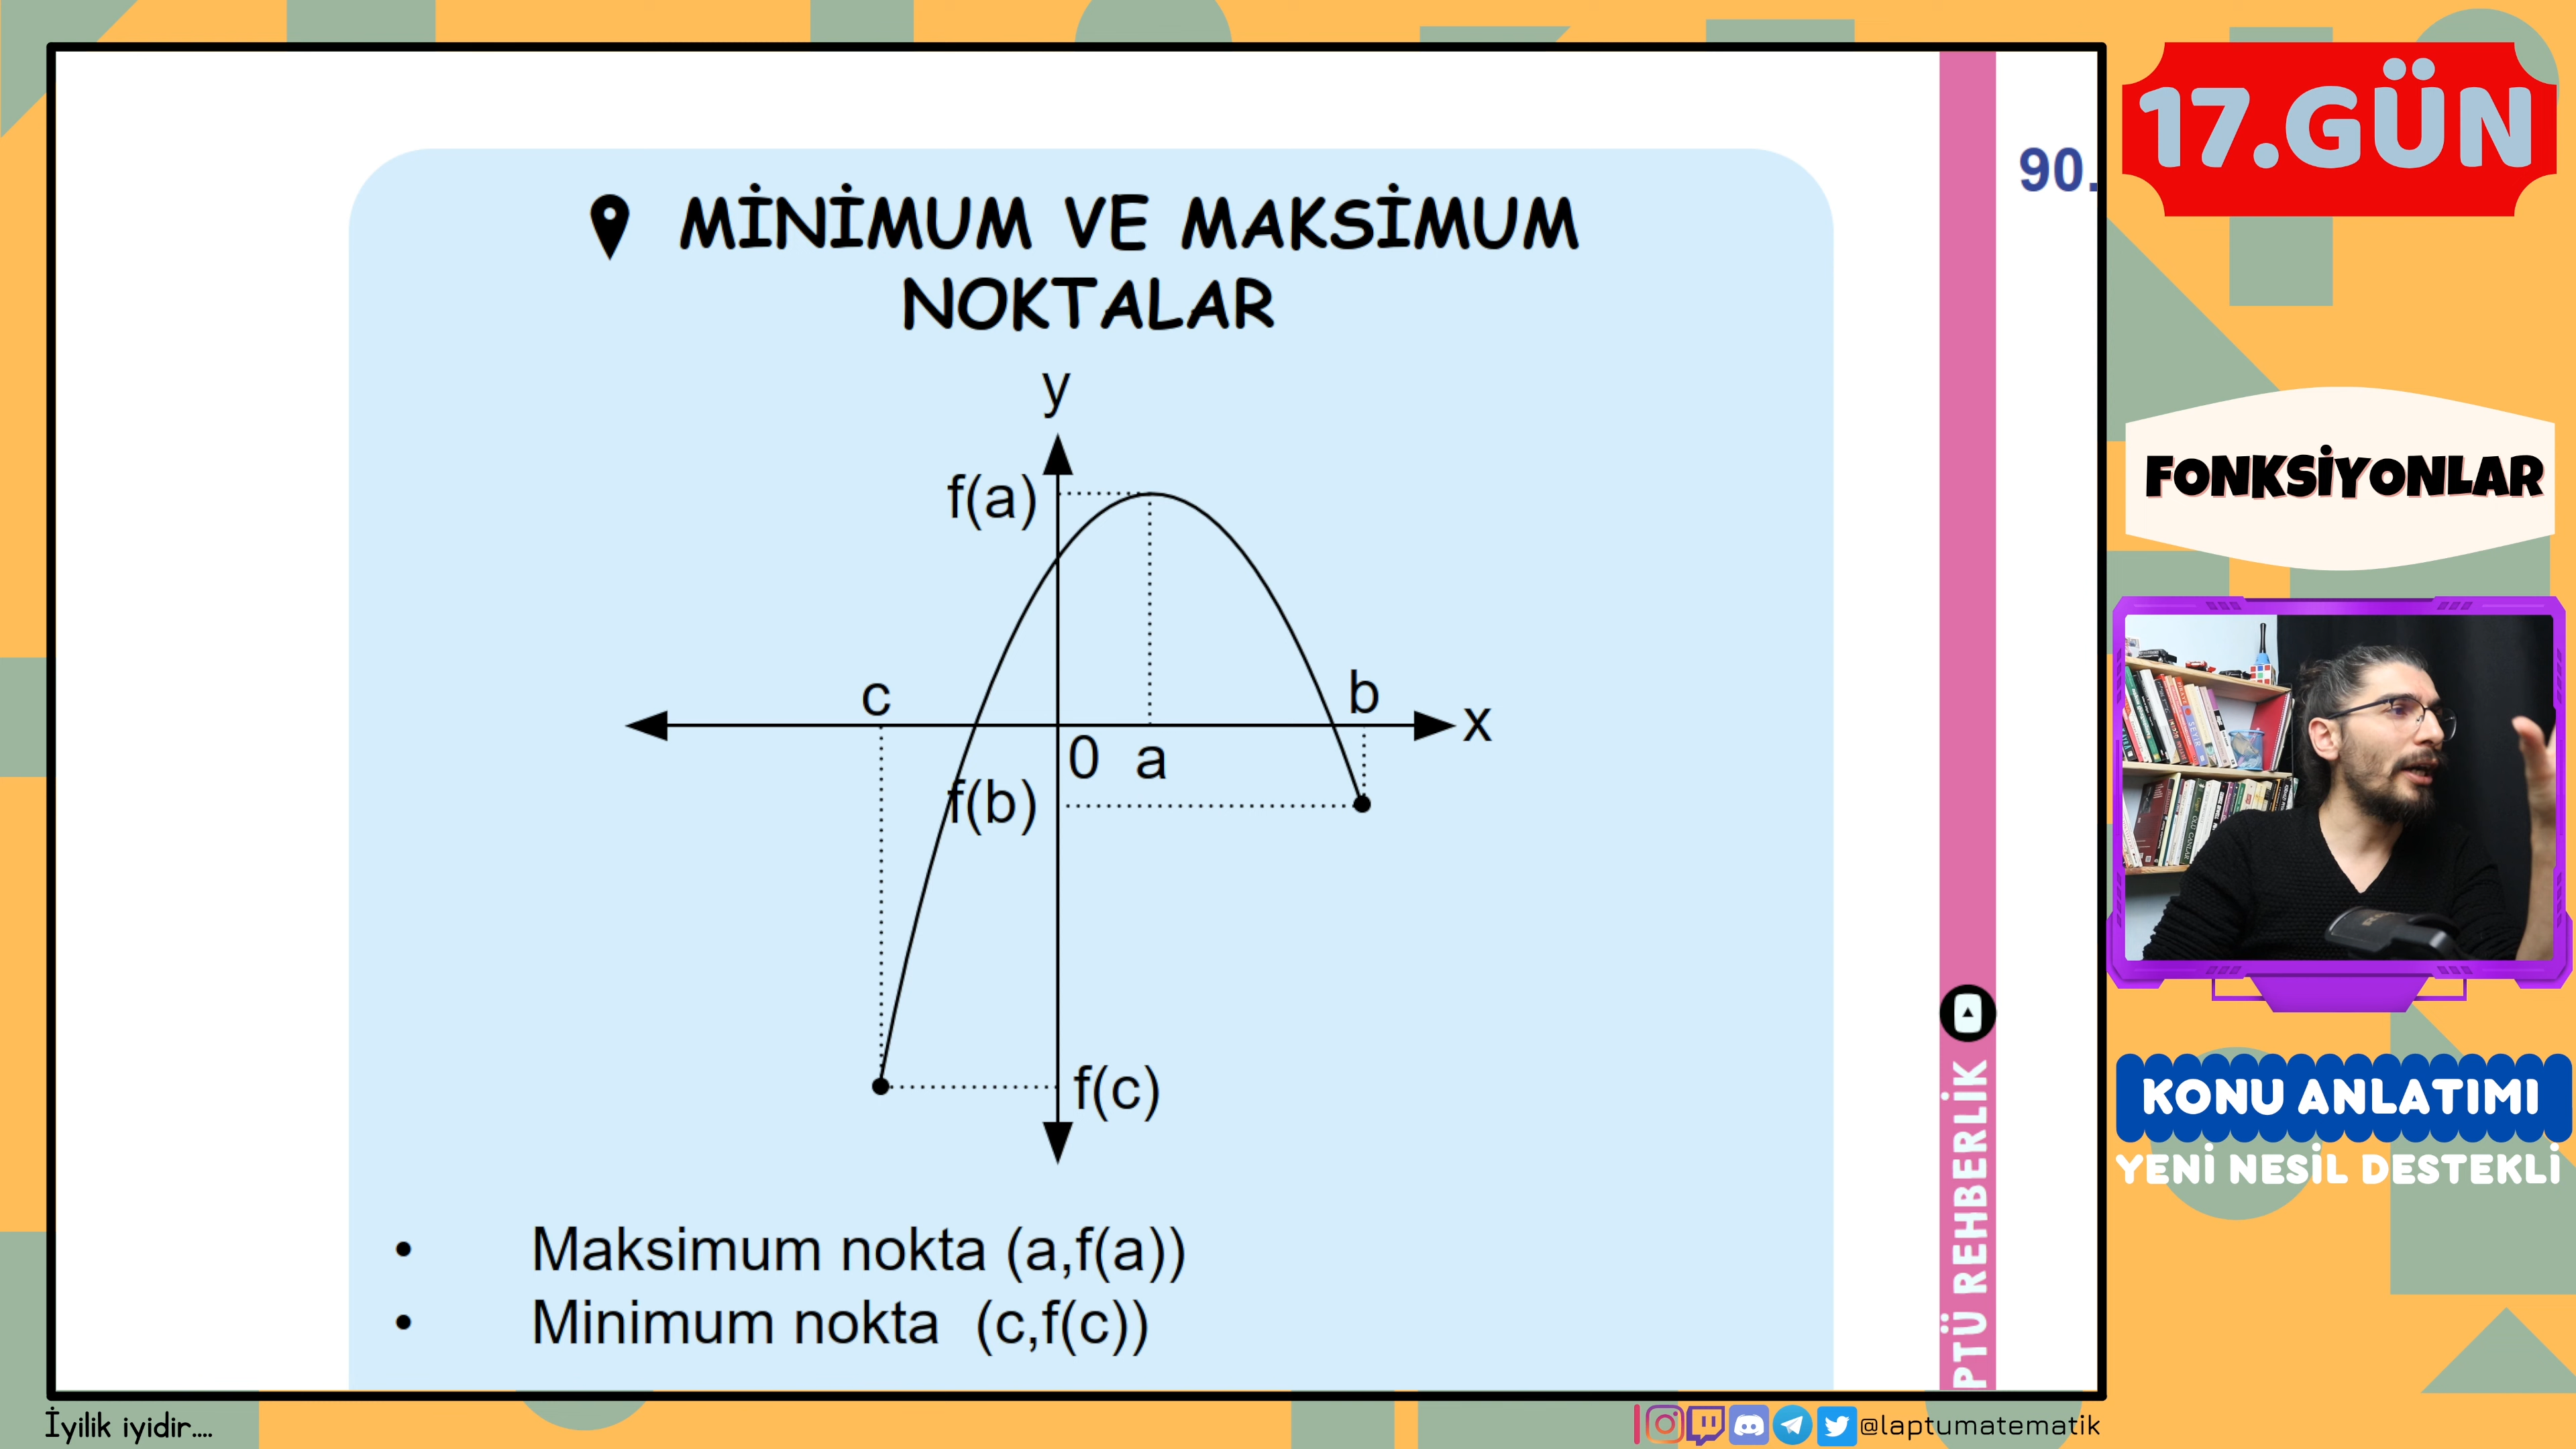 17.GÜN
90.
MİNİMUM VE MAKSİMUM
NOKTALAR
y
f(a)
FONKSİYONLAR
c
b
x
0 a
f(b)
f(c)
PTÜ REHBERLİK
KONU ANLATIMI
YENİ NESİL DESTEKLİ
• Maksimum nokta (a,f(a))
• Minimum nokta (c,f(c))
İyilik iyidir....
@laptumatematik